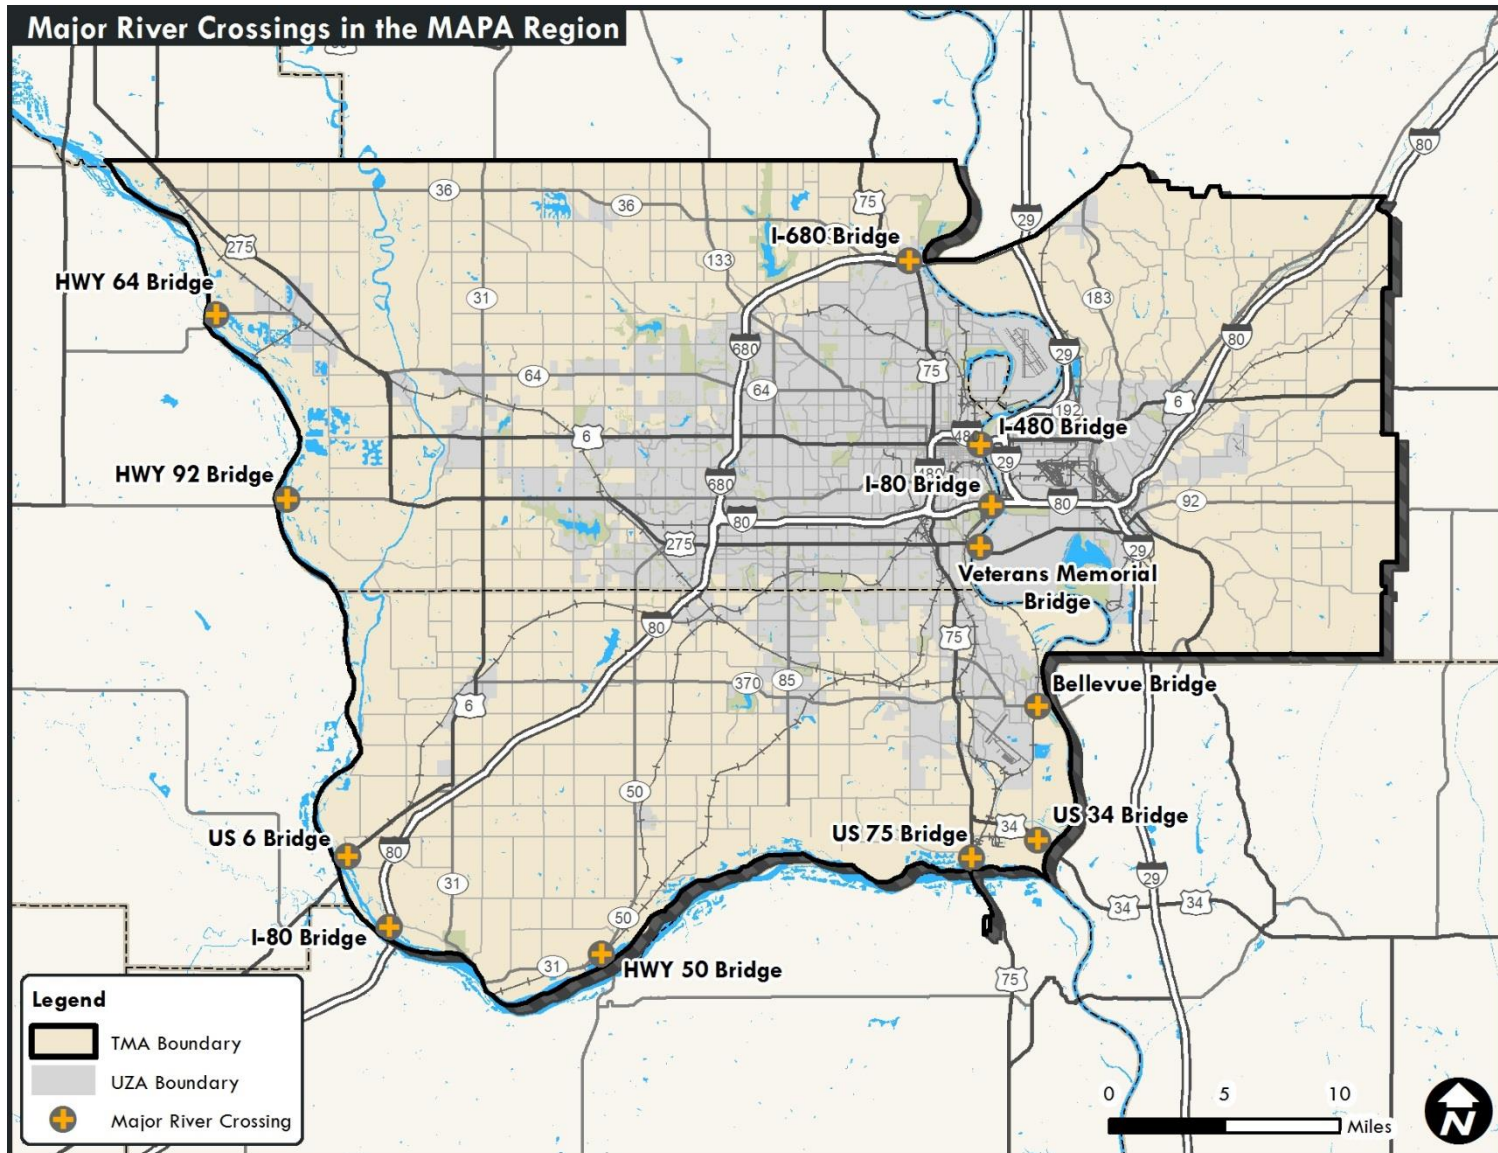 Major River Crossings in the MAPA Region
80
29
36
36
75
275
I-680 Bridge
133
HWY 64 Bridge
31
183
680
29
80
75
64
64
6
192
6
480
I-480 Bridge
29
HWY 92 Bridge
480
680
I-80 Bridge
80
92
80
275
29
Veterans Memorial
Bridge
80
75
370
85
Bellevue Bridge
6
50
US 34 Bridge
US 6 Bridge
US 75 Bridge
34
80
31
29
34
34
50
I-80 Bridge
31
HWY 50 Bridge
75
Legend
TMA Boundary
UZA Boundary
Major River Crossing
0 5 10
Miles
N